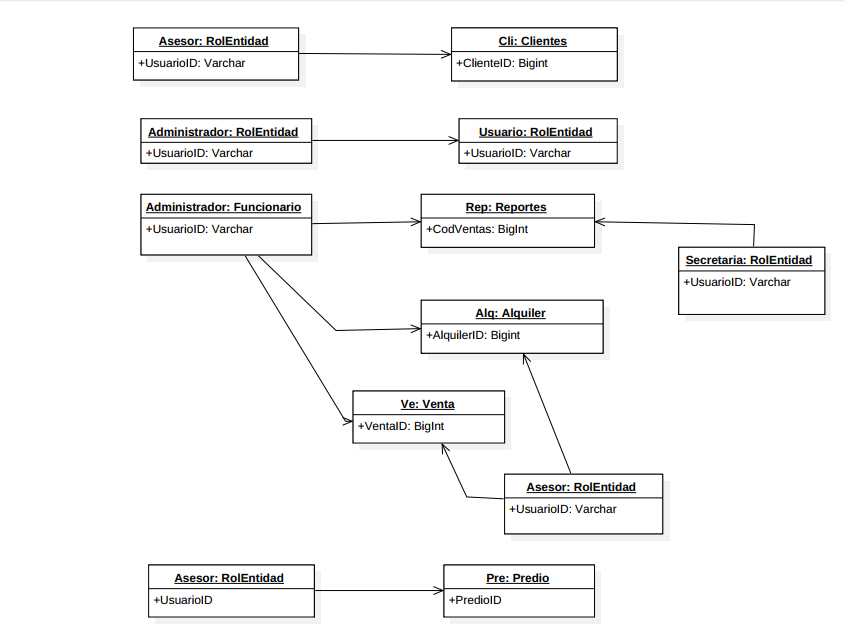 Asesor: RolEntidad
+UsuarioID: Varchar
Cli: Clientes
+ClienteID: Bigint
Administrador: RolEntidad
+UsuarioID: Varchar
Usuario: RolEntidad
+UsuarioID: Varchar
Administrador: Funcionario
+UsuarioID: Varchar
Rep: Reportes
+CodVentas: BigInt
Secretaria: RolEntidad
+UsuarioID: Varchar
Alq: Alquiler
+AlquilerID: Bigint
Ve: Venta
+VentaID: BigInt
Asesor: RolEntidad
+UsuarioID: Varchar
Asesor: RolEntidad
+UsuarioID
Pre: Predio
+PredioID